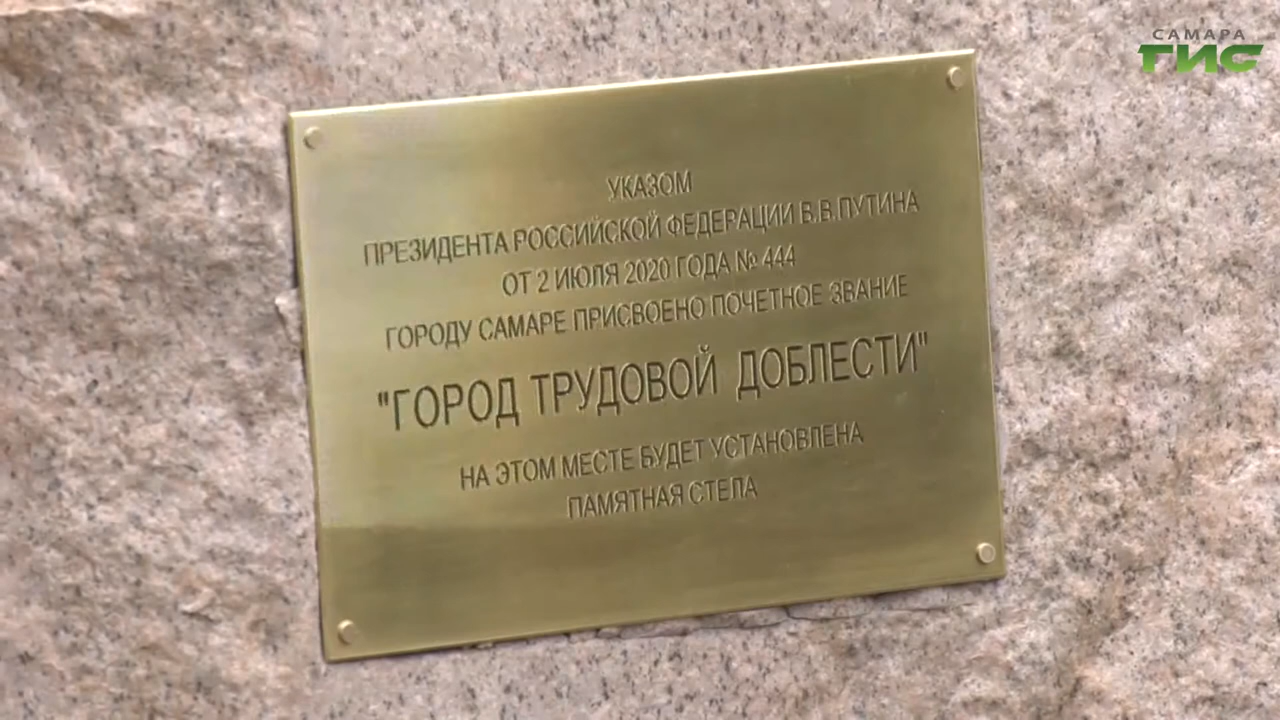 САМАРА
ГИС
УКАЗОМ
ПРЕЗИДЕНТА РОССИЙСКОЙ ФЕДЕРАЦИИ В.В.ПУТИНА
ОТ 2 ИЮЛЯ 2020 ГОДА № 444
ГОРОДУ САМАРЕ ПРИСВОЕНО ПОЧЕТНОЕ ЗВАНИЕ
"ГОРОД ТРУДОВОЙ ДОБЛЕСТИ"
НА ЭТОМ МЕСТЕ БУДЕТ УСТАНОВЛЕНА
ПАМЯТНАЯ СТЕЛА